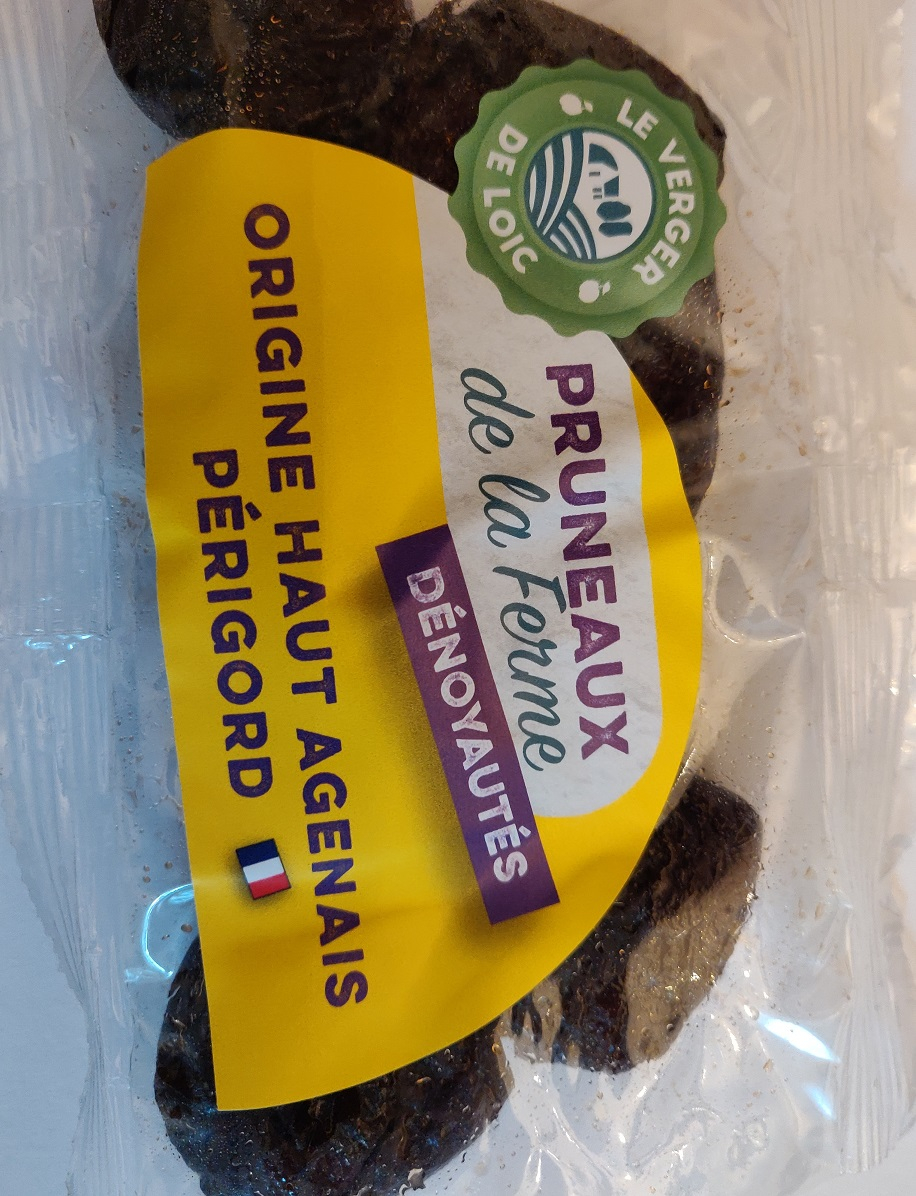 LE VERGER
DE LOIC
PRUNEAUX
de la Ferme
DÉNOYAUTÉS
ORIGINE HAUT AGENAIS
PÉRIGORD